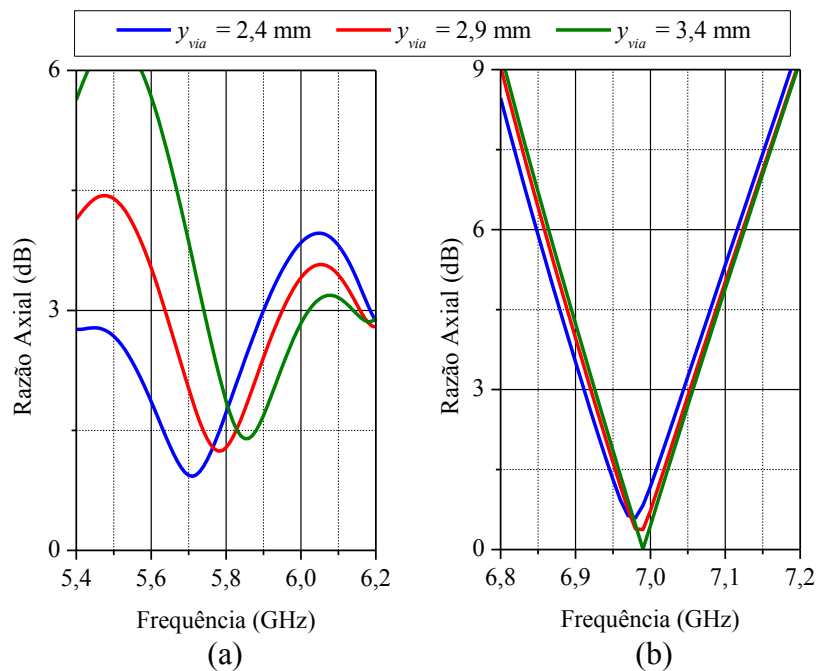 y_via = 2,4 mm y_via = 2,9 mm y_via = 3,4 mm
Razão Axial (dB)
6
3
0
5,4 5,6 5,8 6,0 6,2
Frequência (GHz)
(a)
Razão Axial (dB)
9
6
3
0
6,8 6,9 7,0 7,1 7,2
Frequência (GHz)
(b)